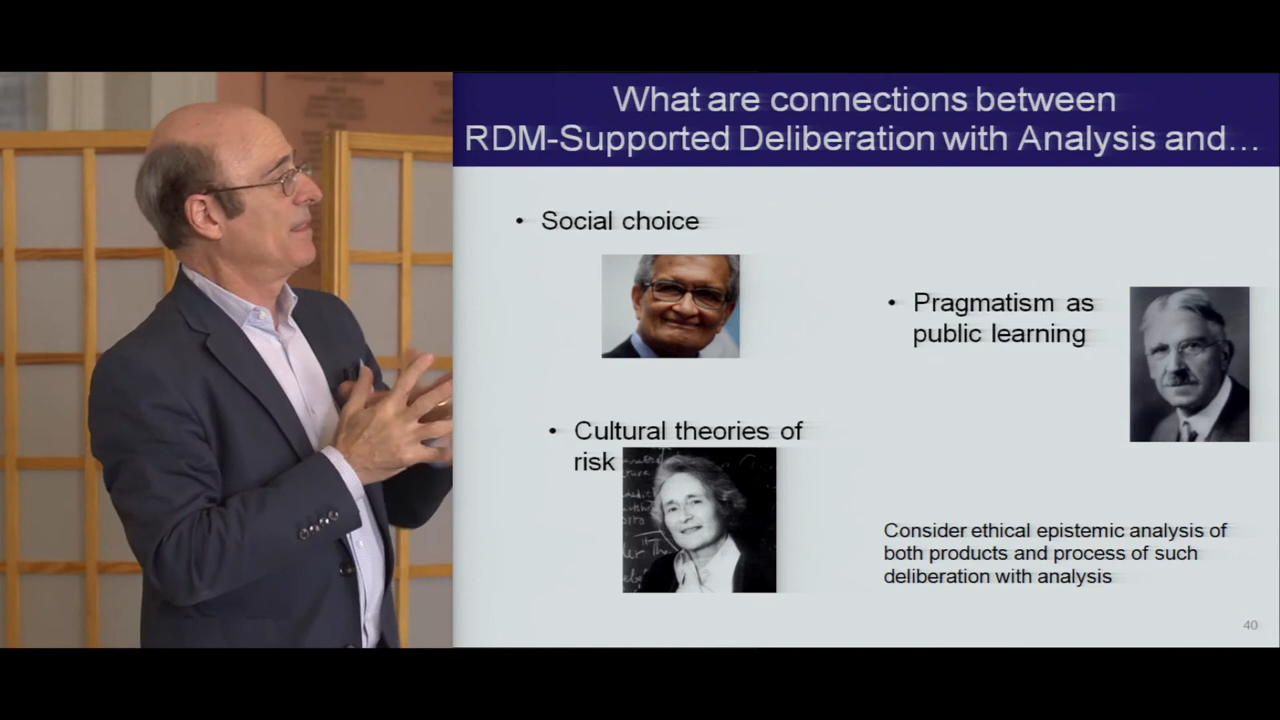 What are connections between
RDM-Supported Deliberation with Analysis and...
• Social choice
• Pragmatism as
public learning
• Cultural theories of
risk
Consider ethical epistemic analysis of
both products and process of such
deliberation with analysis
40